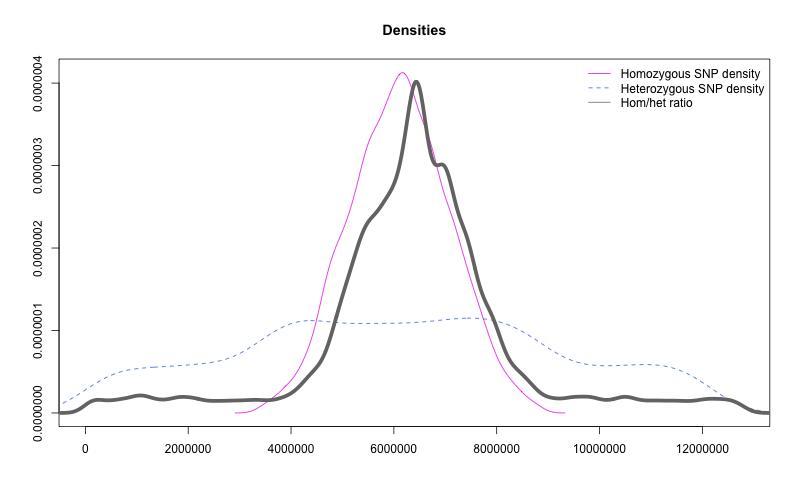 Densities
Homozygous SNP density
Heterozygous SNP density
Hom/het ratio
0.0000004
0.0000003
0.0000002
0.0000001
0.0000000
0 2000000 4000000 6000000 8000000 10000000 12000000